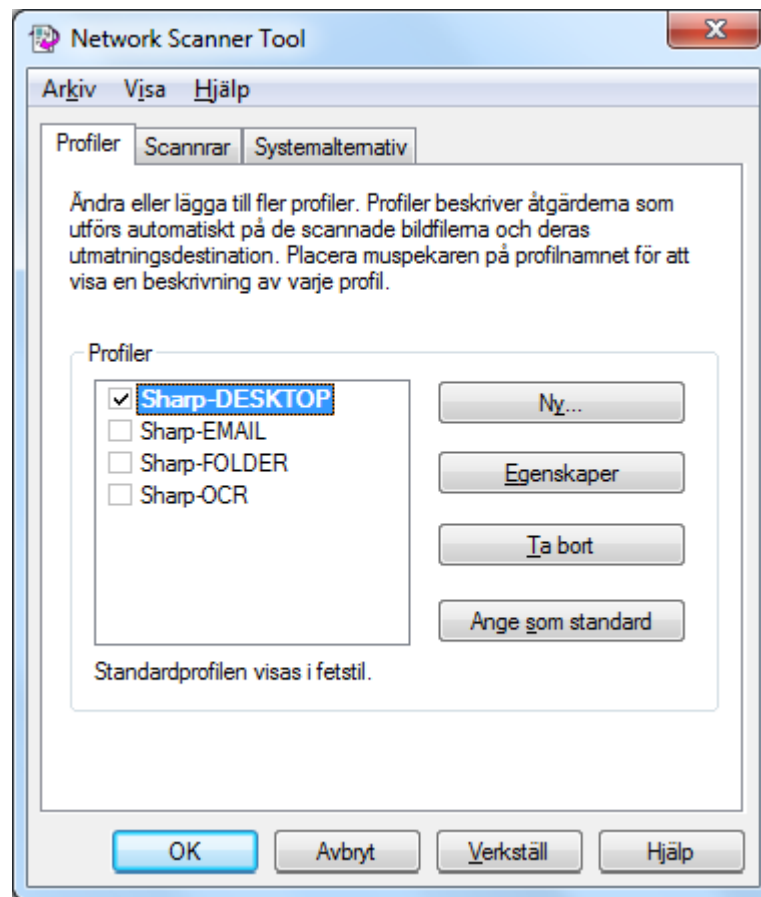 Network Scanner Tool
Arkiv Visa Hjälp
Profiler Scannrar Systemalternativ
Ändra eller lägga till fler profiler. Profiler beskriver åtgärderna som
utförs automatiskt på de scannade bildfilerna och deras
utmatningsdestination. Placera muspekaren på profilnamnet för att
visa en beskrivning av varje profil.
Profiler
Sharp-DESKTOP
Sharp-EMAIL
Sharp-FOLDER
Sharp-OCR
Ny...
Egenskaper
Ta bort
Ange som standard
Standardprofilen visas i fetstil.
OK Avbryt Verkställ Hjälp